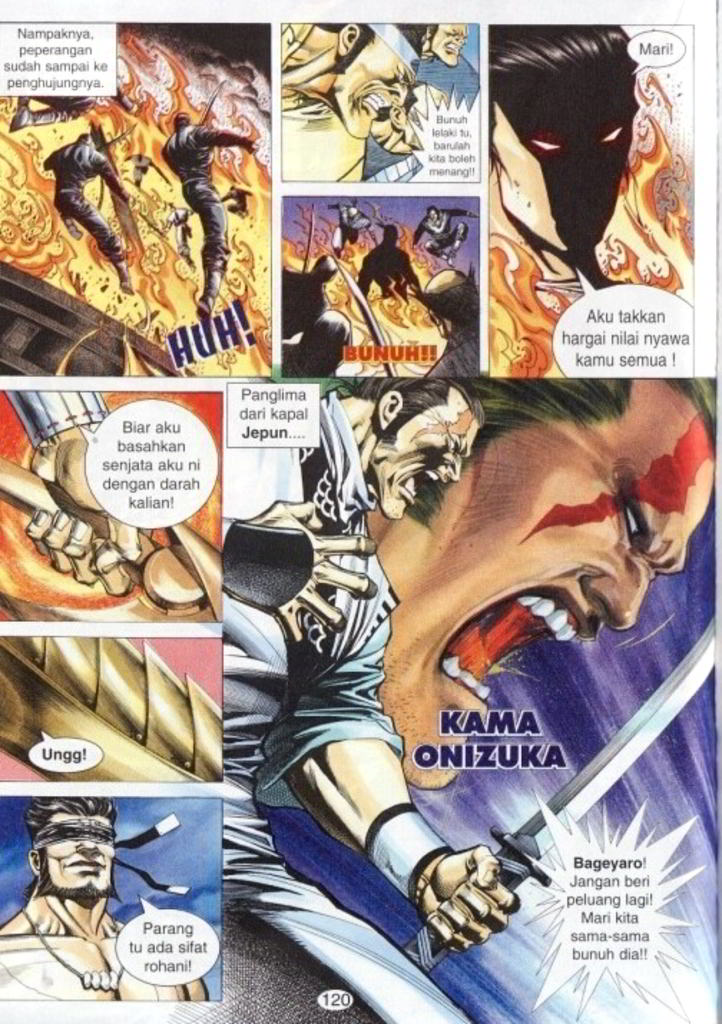 Nampaknya,
peperangan
sudah sampai ke
penghujungnya.
HUH!
Bunuh
lelaki tu,
barulah
kita boleh
menang!!
BUNUH!!
Mari!
Aku takkan
hargai nilai nyawa
kamu semua !
Biar aku
basahkan
senjata aku ni
dengan darah
kalian!
Panglima
dari kapal
Jepun....
KAMA
ONIZUKA
Ungg!
Parang
tu ada sifat
rohani!
Bageyaro!
Jangan beri
peluang lagi!
Mari kita
sama-sama
bunuh dia!!
120